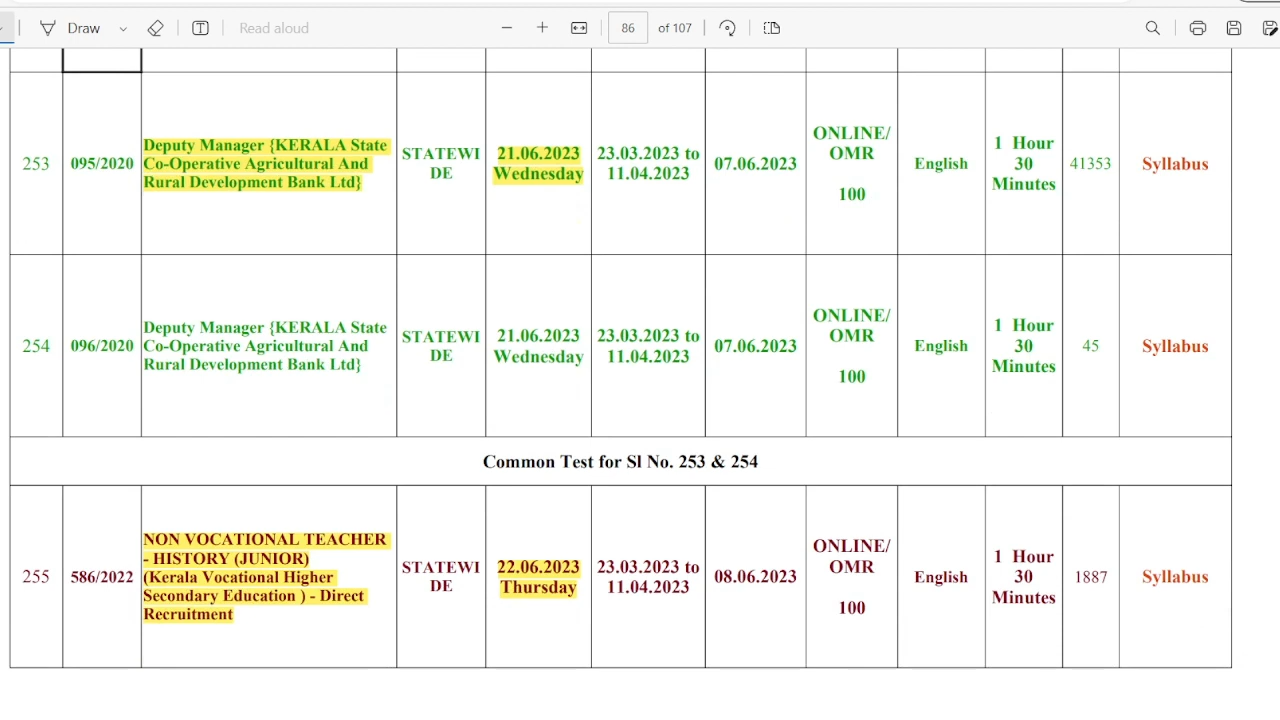 Draw
Read aloud
86
of 107
253
095/2020
Deputy Manager {KERALA State
Co-Operative Agricultural And
Rural Development Bank Ltd}
STATEWI
DE
21.06.2023
Wednesday
23.03.2023 to
11.04.2023
07.06.2023
ONLINE/
OMR
100
English
1 Hour
30
Minutes
41353
Syllabus
254
096/2020
Deputy Manager {KERALA State
Co-Operative Agricultural And
Rural Development Bank Ltd}
STATEWI
DE
21.06.2023
Wednesday
23.03.2023 to
11.04.2023
07.06.2023
ONLINE/
OMR
100
English
1 Hour
30
Minutes
45
Syllabus
Common Test for Sl No. 253 & 254
255
586/2022
NON VOCATIONAL TEACHER
- HISTORY (JUNIOR)
(Kerala Vocational Higher
Secondary Education ) - Direct
Recruitment
STATEWI
DE
22.06.2023
Thursday
23.03.2023 to
11.04.2023
08.06.2023
ONLINE/
OMR
100
English
1 Hour
30
Minutes
1887
Syllabus